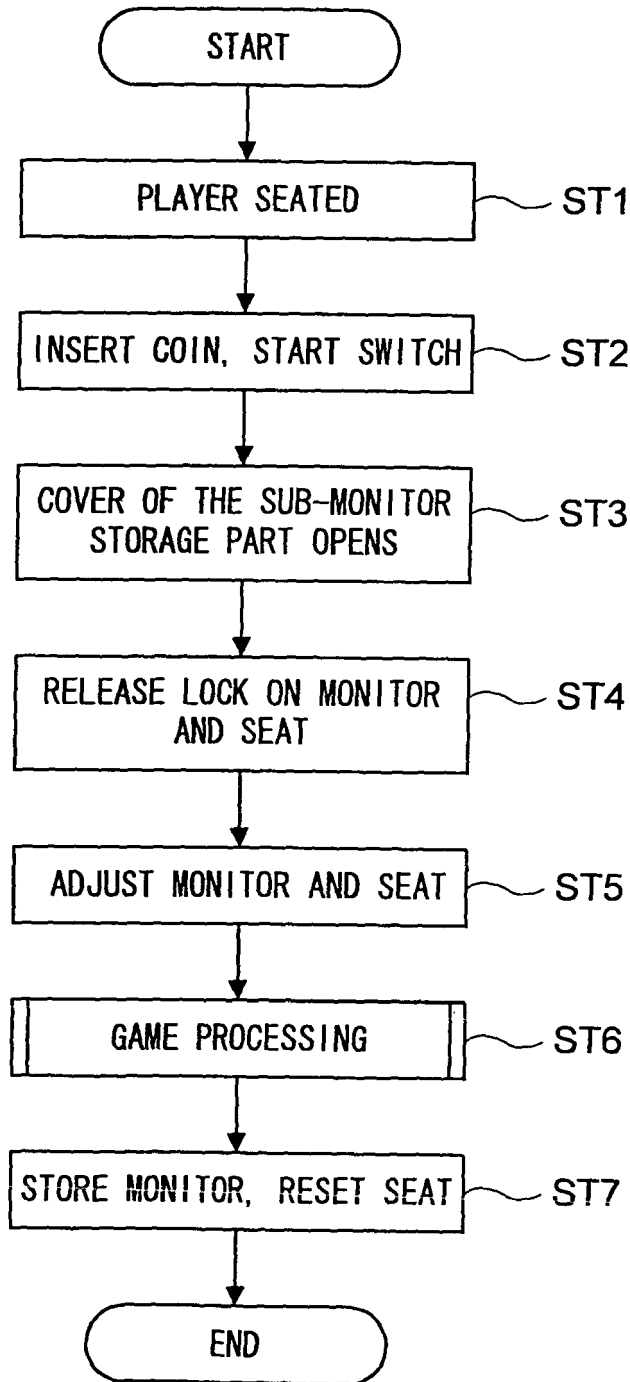 START
PLAYER SEATED
ST1
INSERT COIN, START SWITCH
ST2
COVER OF THE SUB-MONITOR
STORAGE PART OPENS
ST3
RELEASE LOCK ON MONITOR
AND SEAT
ST4
ADJUST MONITOR AND SEAT
ST5
GAME PROCESSING
ST6
STORE MONITOR, RESET SEAT
ST7
END